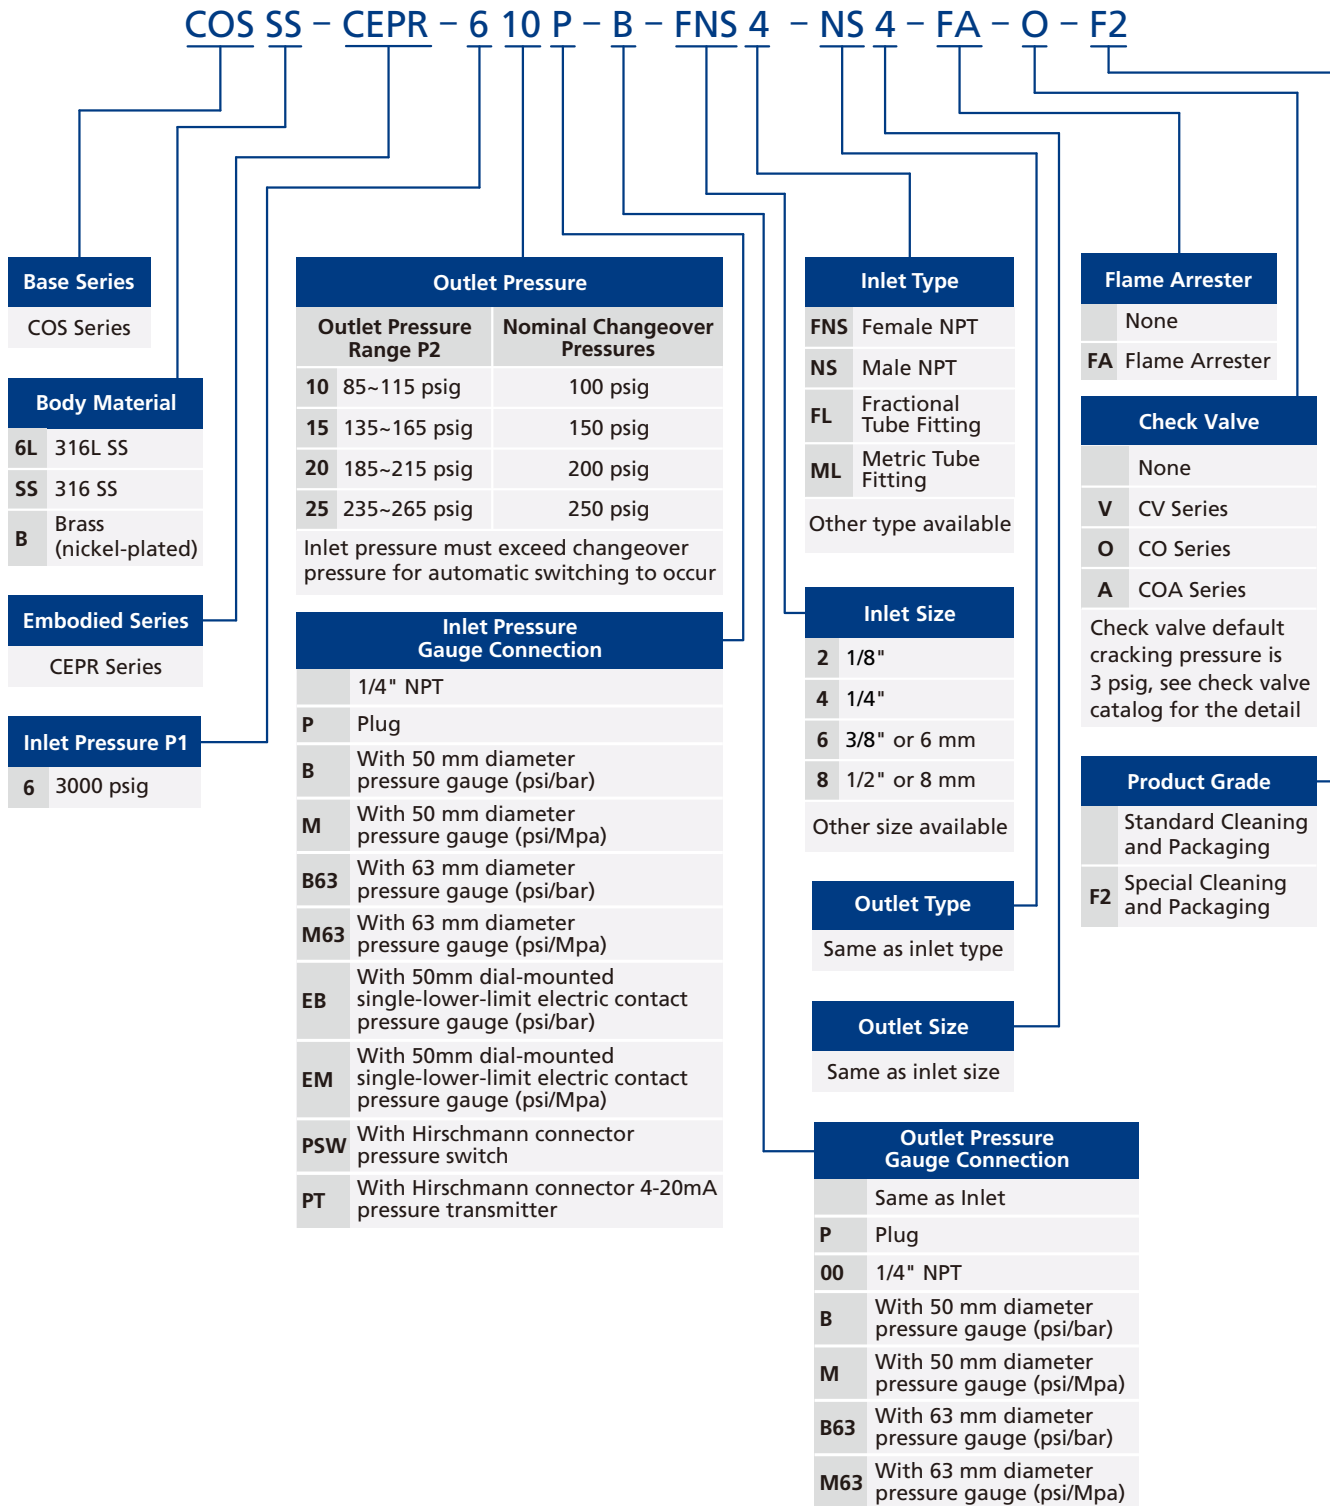 COS SS – CEPR – 6 10 P – B – FNS 4 – NS 4 – FA – O – F2
Base Series
COS Series
Body Material
6L 316L SS
SS 316 SS
B Brass
(nickel-plated)
Embodied Series
CEPR Series
Inlet Pressure P1
6 3000 psig
Outlet Pressure
Outlet Pressure
Range P2
Nominal Changeover
Pressures
10 85~115 psig 100 psig
15 135~165 psig 150 psig
20 185~215 psig 200 psig
25 235~265 psig 250 psig
Inlet pressure must exceed changeover
pressure for automatic switching to occur
Inlet Pressure
Gauge Connection
1/4" NPT
P Plug
B With 50 mm diameter
pressure gauge (psi/bar)
M With 50 mm diameter
pressure gauge (psi/Mpa)
B63 With 63 mm diameter
pressure gauge (psi/bar)
M63 With 63 mm diameter
pressure gauge (psi/Mpa)
EB With 50mm dial-mounted
single-lower-limit electric contact
pressure gauge (psi/bar)
EM With 50mm dial-mounted
single-lower-limit electric contact
pressure gauge (psi/Mpa)
PSW With Hirschmann connector
pressure switch
PT With Hirschmann connector 4-20mA
pressure transmitter
Inlet Type
FNS Female NPT
NS Male NPT
FL Fractional
Tube Fitting
ML Metric Tube
Fitting
Other type available
Inlet Size
2 1/8"
4 1/4"
6 3/8" or 6 mm
8 1/2" or 8 mm
Other size available
Outlet Type
Same as inlet type
Outlet Size
Same as inlet size
Outlet Pressure
Gauge Connection
Same as Inlet
P Plug
00 1/4" NPT
B With 50 mm diameter
pressure gauge (psi/bar)
M With 50 mm diameter
pressure gauge (psi/Mpa)
B63 With 63 mm diameter
pressure gauge (psi/bar)
M63 With 63 mm diameter
pressure gauge (psi/Mpa)
Flame Arrester
None
FA Flame Arrester
Check Valve
None
V CV Series
O CO Series
A COA Series
Check valve default
cracking pressure is
3 psig, see check valve
catalog for the detail
Product Grade
Standard Cleaning
and Packaging
F2 Special Cleaning
and Packaging